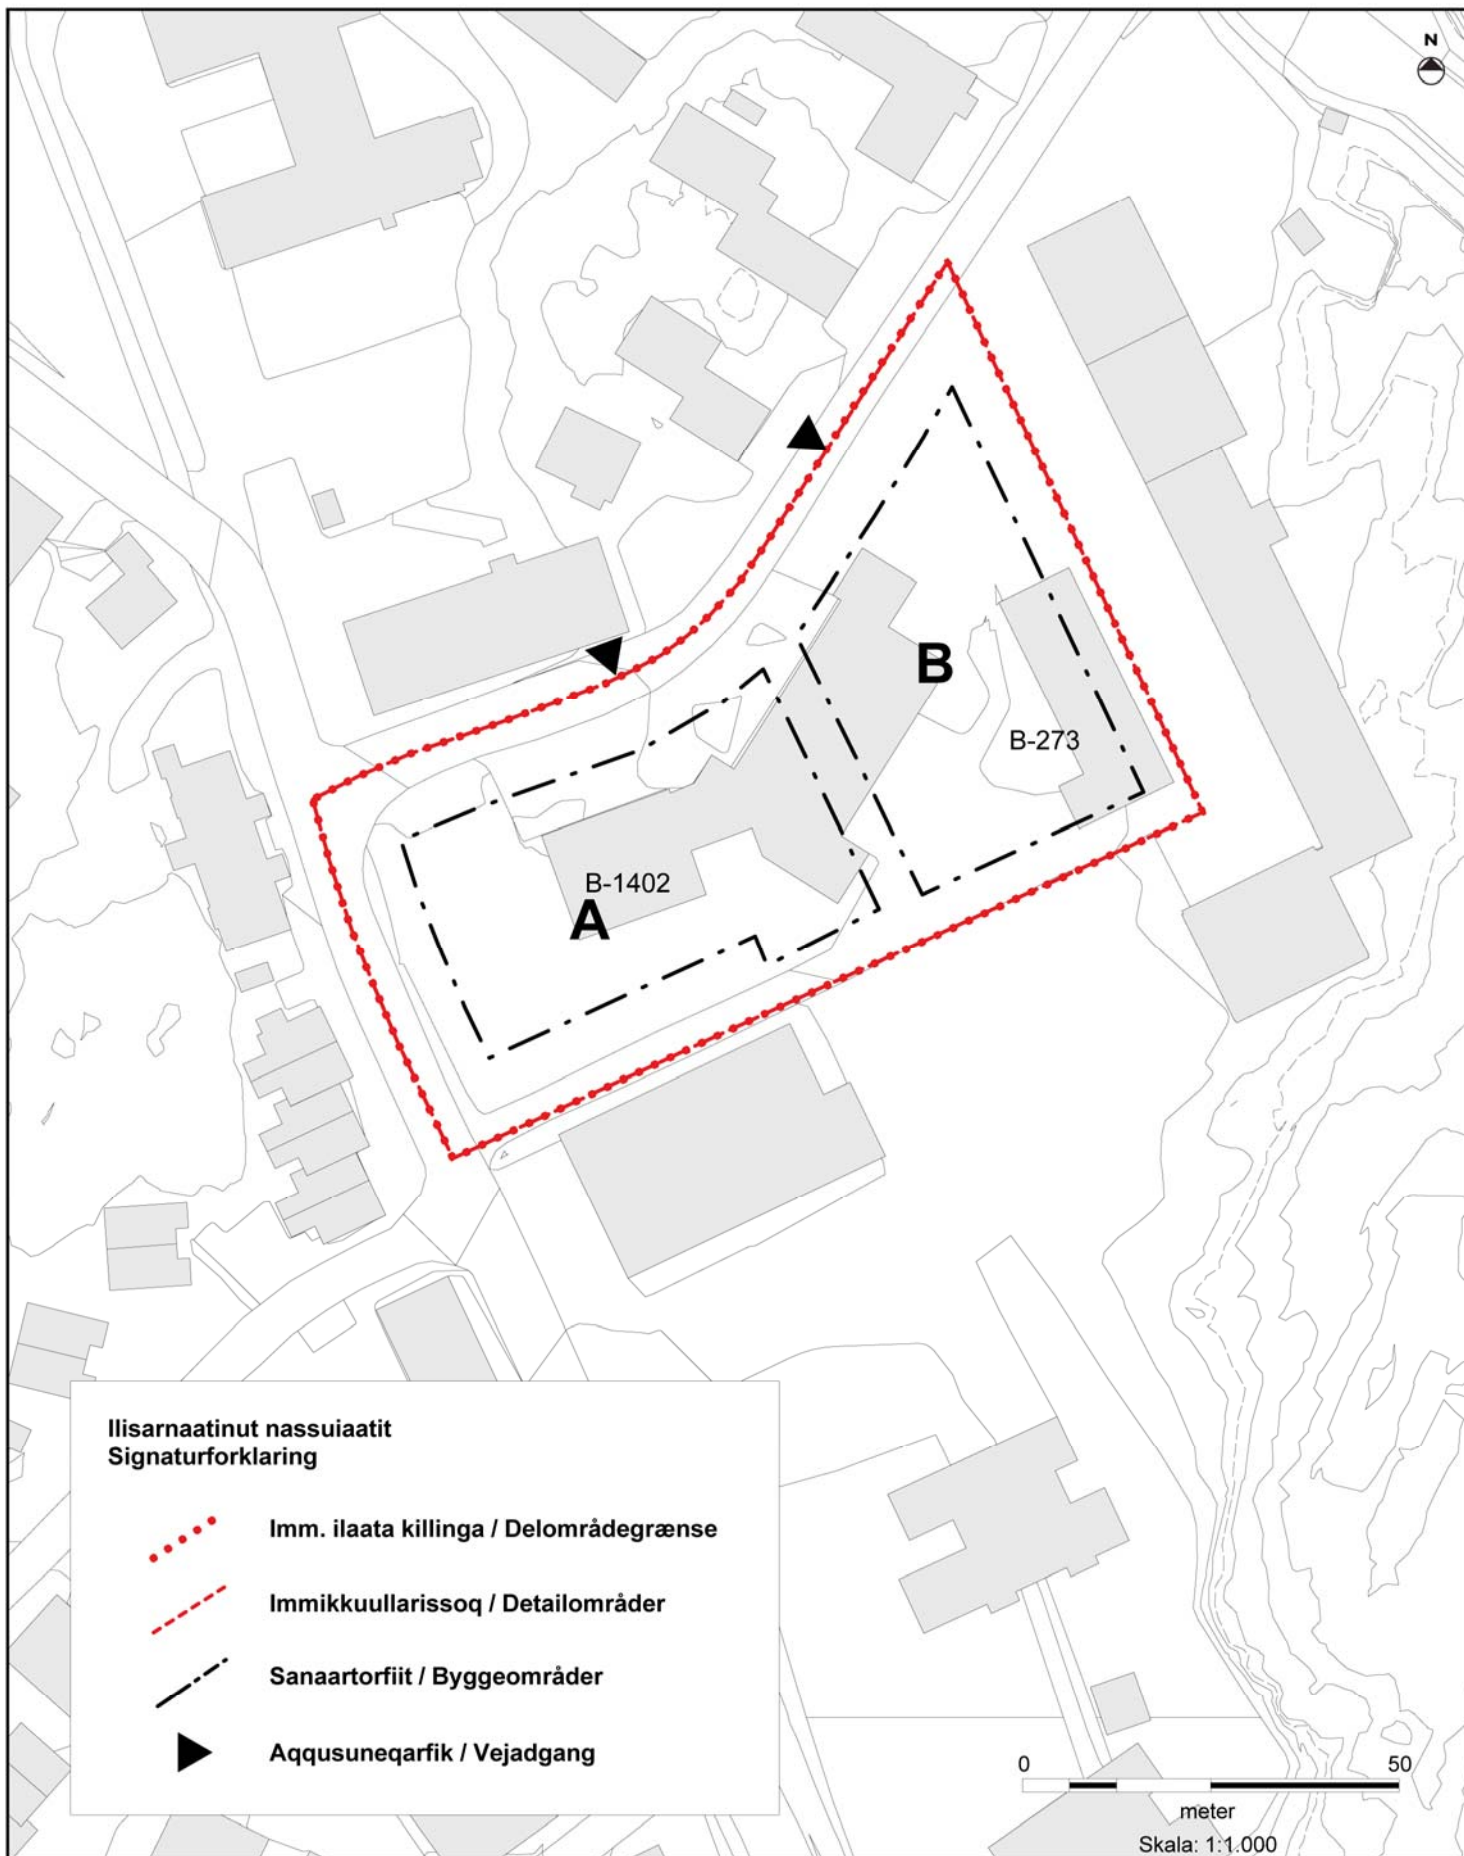 N
B
B-273
B-1402
A
Ilisarnaatinut nassuiaatit
Signaturforklaring
Imm. ilaata killinga / Delområdegrænse
Immikkuullarissoq / Detailområder
Sanaartorfiit / Byggeområder
Aqqusuneqarfik / Vejadgang
0 50
meter
Skala: 1:1.000